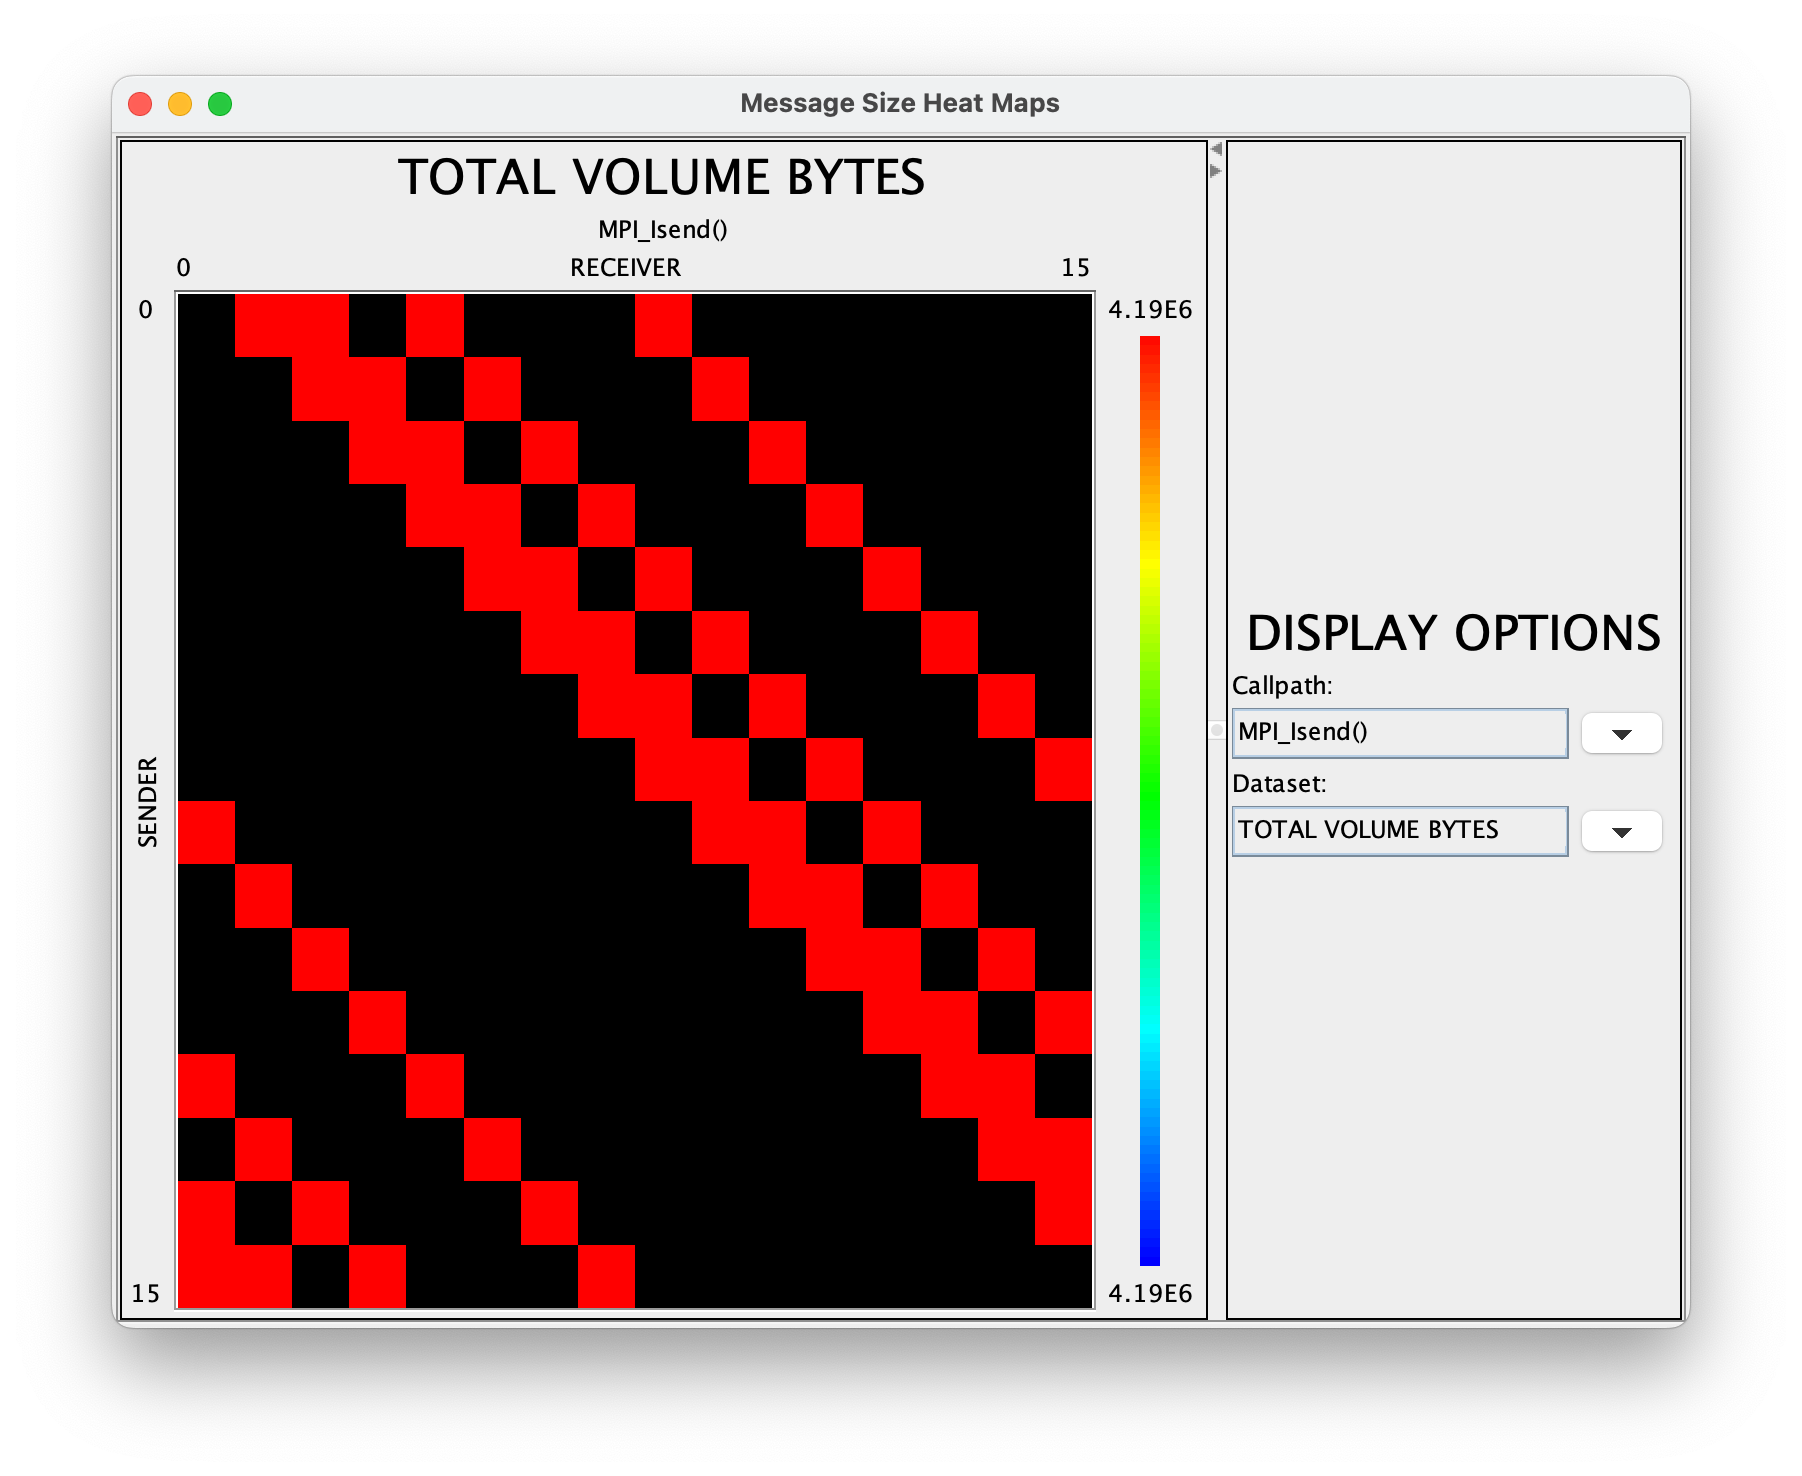 Message Size Heat Maps
TOTAL VOLUME BYTES
MPI_Isend()
0 RECEIVER 15
0
SENDER
15
4.19E6
4.19E6
DISPLAY OPTIONS
Callpath:
MPI_Isend()
Dataset:
TOTAL VOLUME BYTES